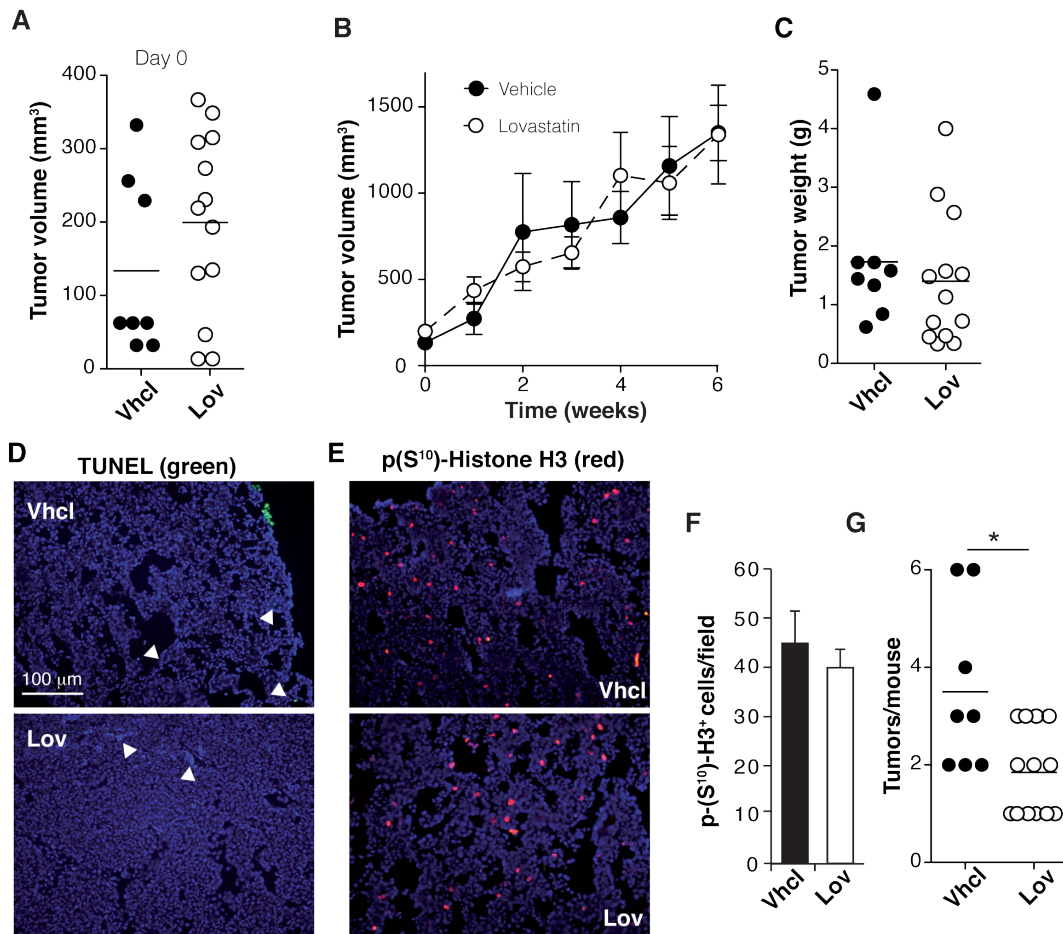 A
Day 0
Tumor volume (mm³)
400
300
200
100
0
Vhcl
Lov
B
Vehicle
Lovastatin
Tumor volume (mm³)
1500
1000
500
0
0
2
4
6
Time (weeks)
C
Tumor weight (g)
5
4
3
2
1
0
Vhcl
Lov
D
TUNEL (green)
Vhcl
100 μm
Lov
E
p(S¹⁰)-Histone H3 (red)
Vhcl
Lov
F
p-(S¹⁰)-H3⁺ cells/field
60
50
40
30
20
10
0
Vhcl
Lov
G
*
Tumors/mouse
6
4
2
0
Vhcl
Lov